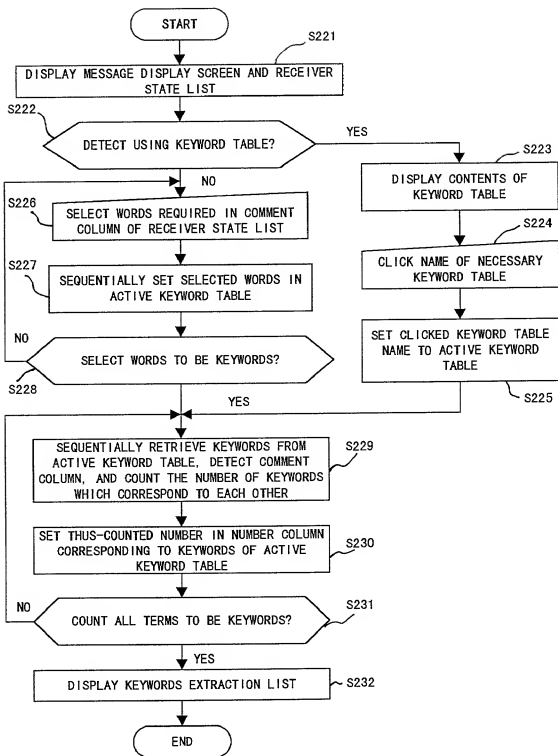 START
S221
DISPLAY MESSAGE DISPLAY SCREEN AND RECEIVER
STATE LIST
S222
DETECT USING KEYWORD TABLE?
YES
NO
S223
DISPLAY CONTENTS OF
KEYWORD TABLE
S224
CLICK NAME OF NECESSARY
KEYWORD TABLE
SET CLICKED KEYWORD TABLE
NAME TO ACTIVE KEYWORD
TABLE
S225
S226
SELECT WORDS REQUIRED IN COMMENT
COLUMN OF RECEIVER STATE LIST
S227
SEQUENTIALLY SET SELECTED WORDS IN
ACTIVE KEYWORD TABLE
NO
SELECT WORDS TO BE KEYWORDS?
S228
YES
SEQUENTIALLY RETRIEVE KEYWORDS FROM
ACTIVE KEYWORD TABLE, DETECT COMMENT
COLUMN, AND COUNT THE NUMBER OF KEYWORDS
WHICH CORRESPOND TO EACH OTHER
S229
SET THUS-COUNTED NUMBER IN NUMBER COLUMN
CORRESPONDING TO KEYWORDS OF ACTIVE
KEYWORD TABLE
S230
NO
COUNT ALL TERMS TO BE KEYWORDS?
S231
YES
DISPLAY KEYWORDS EXTRACTION LIST
S232
END